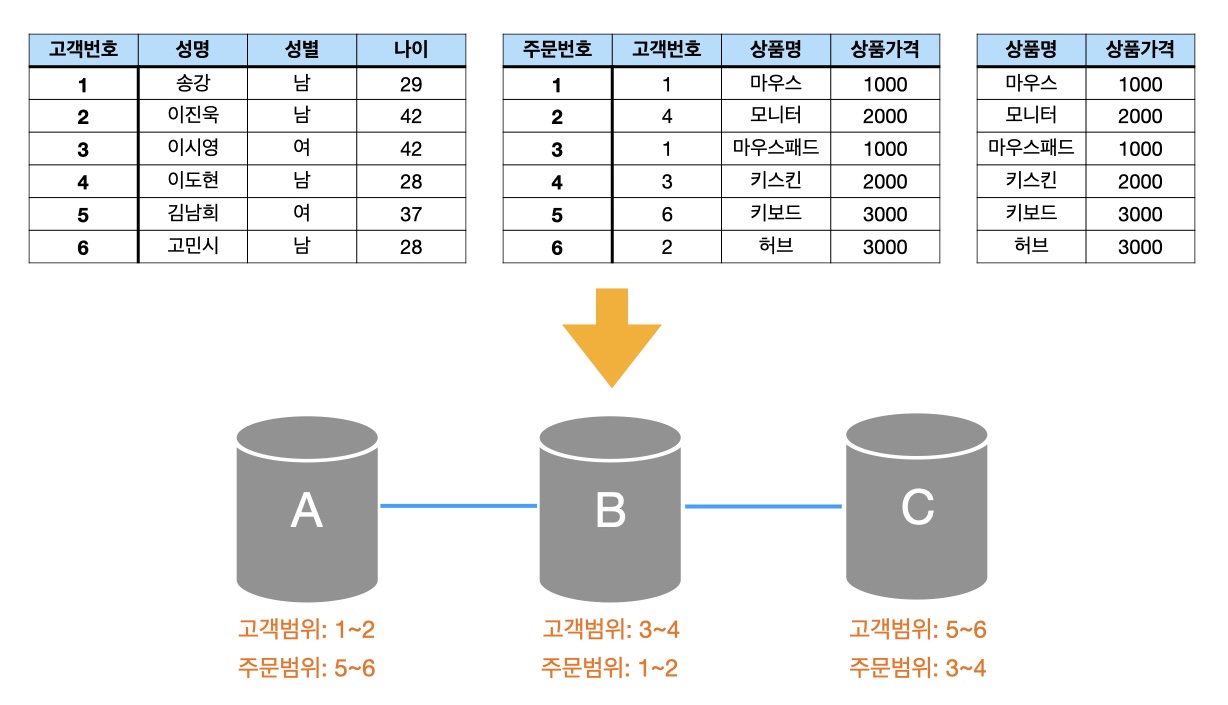 고객번호 성명 성별 나이
1 송강 남 29
2 이진욱 남 42
3 이시영 여 42
4 이도현 남 28
5 김남희 여 37
6 고민시 남 28
주문번호 고객번호 상품명 상품가격
1 1 마우스 1000
2 4 모니터 2000
3 1 마우스패드 1000
4 3 키스킨 2000
5 6 키보드 3000
6 2 허브 3000
상품명 상품가격
마우스 1000
모니터 2000
마우스패드 1000
키스킨 2000
키보드 3000
허브 3000
A
B
C
고객범위: 1~2
주문범위: 5~6
고객범위: 3~4
주문범위: 1~2
고객범위: 5~6
주문범위: 3~4